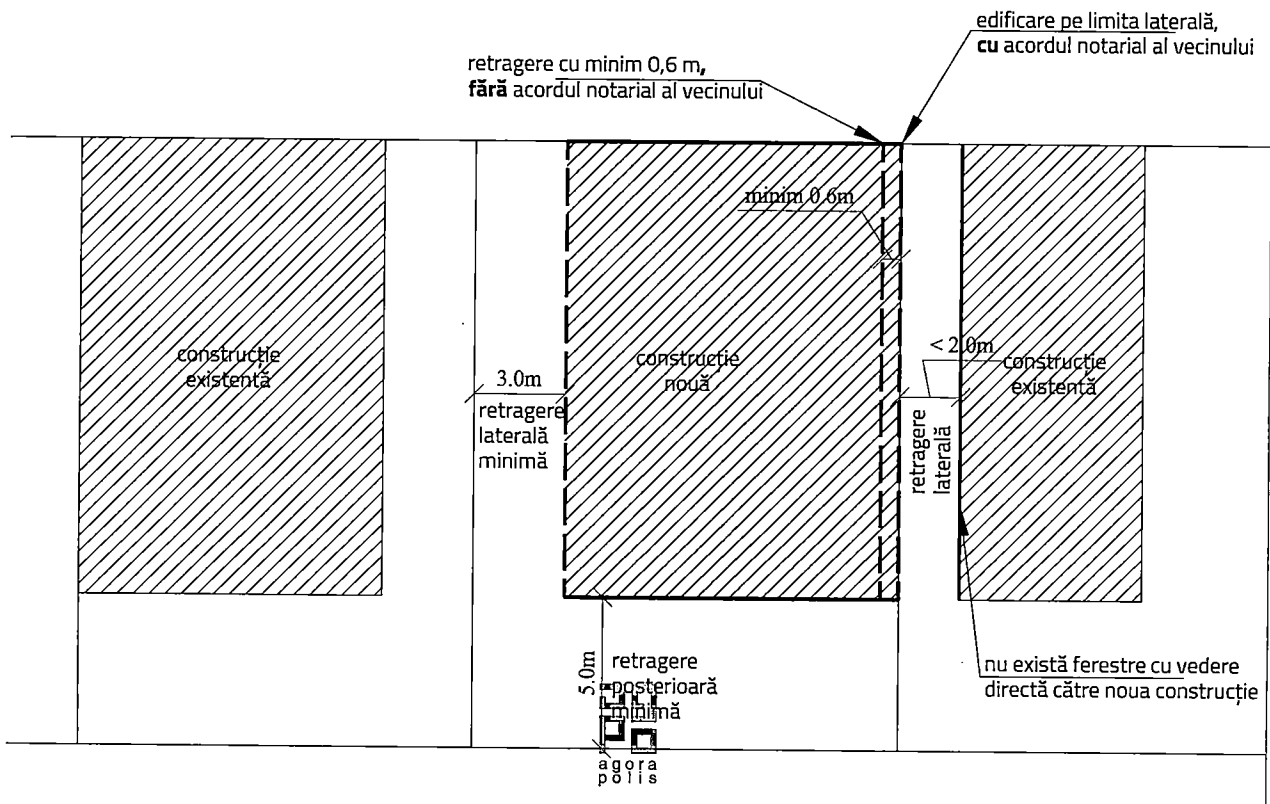 edificare pe limita laterală,
cu acordul notarial al vecinului
retragere cu minim 0,6 m,
fără acordul notarial al vecinului
minim 0.6m
construcție
existentă
3.0m
retragere
laterală
minimă
construcție
nouă
< 2.0m
retragere
laterală
construcție
existentă
5.0m
retragere
posterioară
minimă
nu există ferestre cu vedere
directă către noua construcție
agora
polis